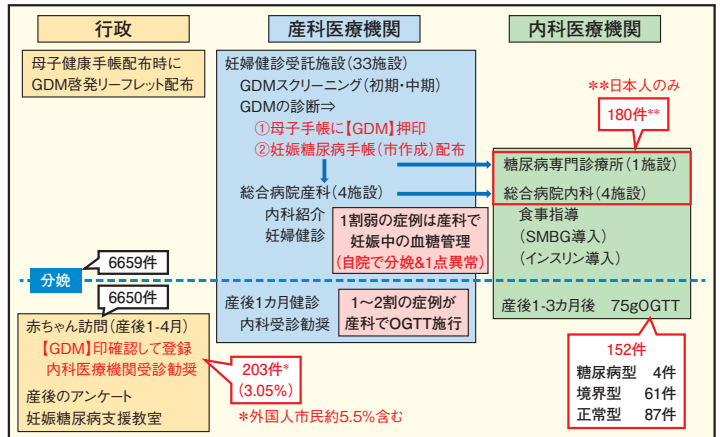 行政
母子健康手帳配布時に
GDM啓発リーフレット配布
産科医療機関
妊婦健診受託施設（33施設）
GDMスクリーニング（初期・中期）
GDMの診断⇒
①母子手帳に【GDM】押印
②妊娠糖尿病手帳（市作成）配布
総合病院産科（4施設）
内科紹介
妊婦健診
1割弱の症例は産科で
妊娠中の血糖管理
（自院で分娩&1点異常）
内科医療機関
**日本人のみ
180件**
糖尿病専門診療所（1施設）
総合病院内科（4施設）
食事指導
（SMBG導入）
（インスリン導入）
6659件
分娩
6650件
赤ちゃん訪問（産後1-4月）
【GDM】印確認して登録
内科医療機関受診勧奨
産後のアンケート
妊娠糖尿病支援教室
203件*
（3.05%）
*外国人市民約5.5%含む
産後1カ月健診
内科受診勧奨
1～2割の症例が
産科でOGTT施行
産後1-3カ月後 75gOGTT
152件
糖尿病型 4件
境界型 61件
正常型 87件